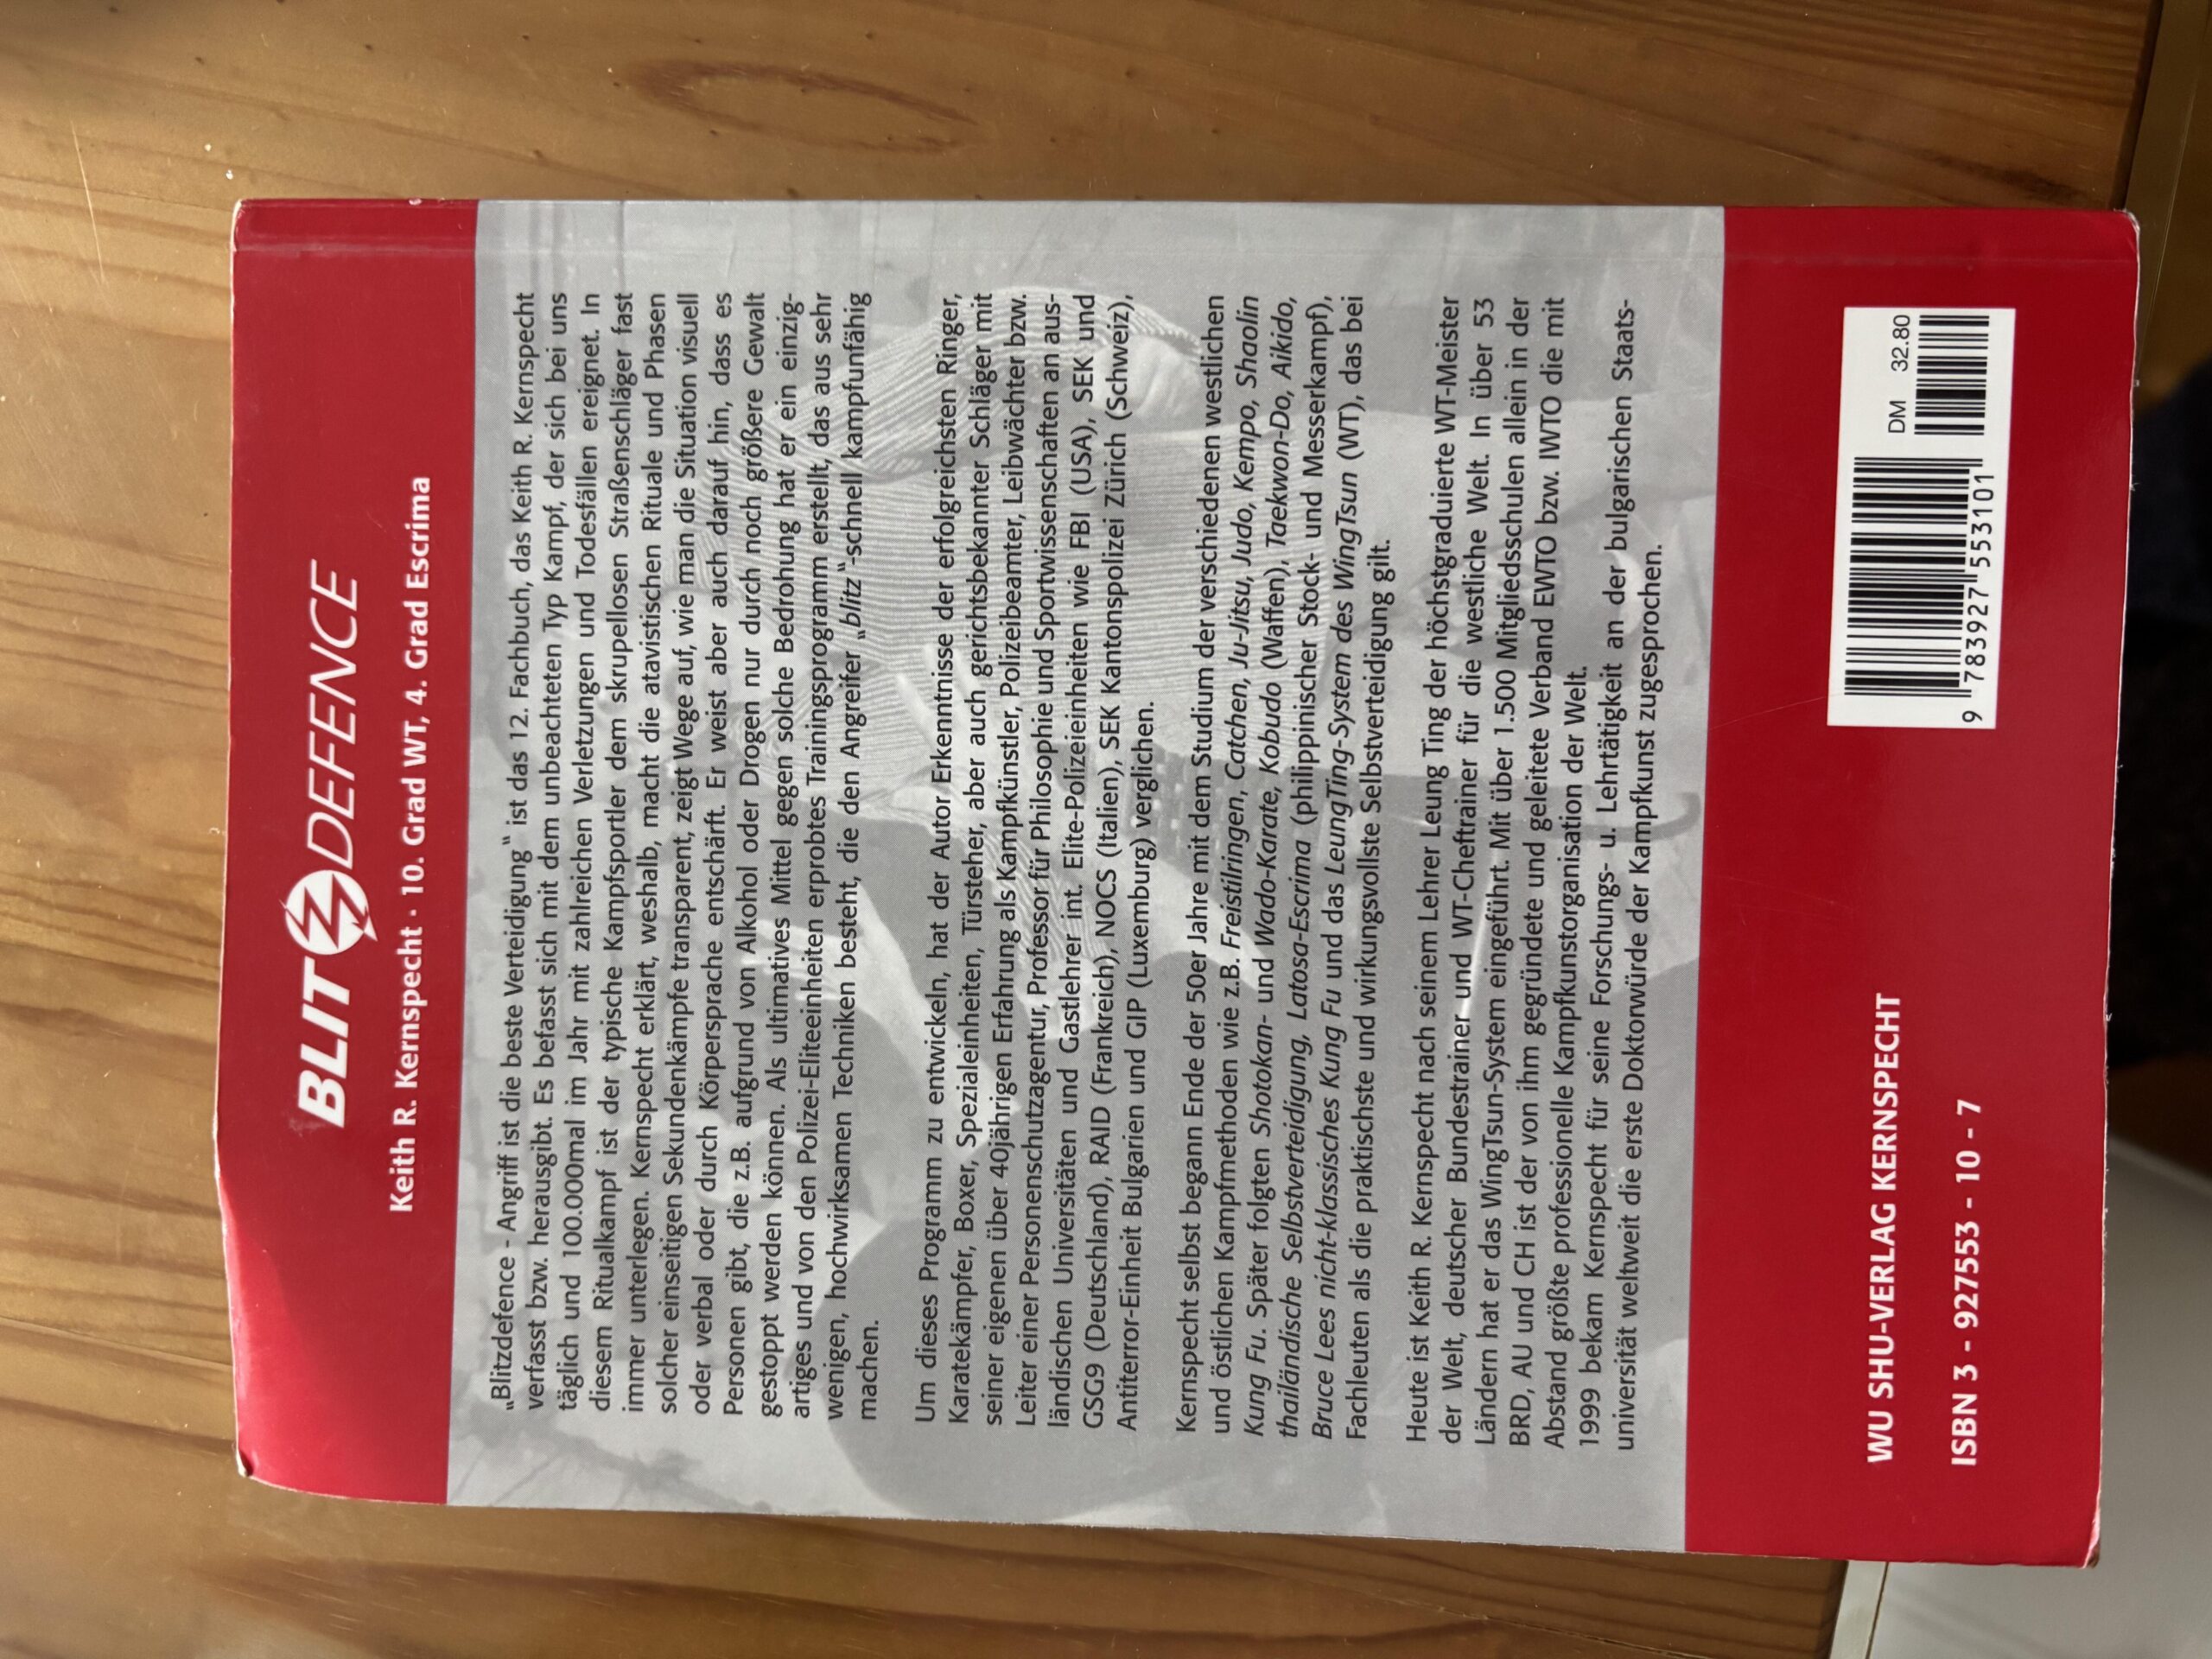 BLITZDEFENCE
Keith R. Kernspecht · 10. Grad WT, 4. Grad Escrima
„Blitzdefence - Angriff ist die beste Verteidigung“ ist das 12. Fachbuch, das Keith R. Kernspecht
verfasst bzw. herausgibt. Es befasst sich mit dem unbeachteten Typ Kampf, der sich bei uns
täglich und 100.000mal im Jahr mit zahlreichen Verletzungen und Todesfällen ereignet. In
diesem Ritualkampf ist der typische Kampfsportler dem skrupellosen Straßenschläger fast
immer unterlegen. Kernspecht erklärt, weshalb, macht die atavistischen Rituale und Phasen
solcher einseitigen Sekundenkämpfe transparent, zeigt Wege auf, wie man die Situation visuell
oder verbal oder durch Körpersprache entschärft. Er weist aber auch darauf hin, dass es
Personen gibt, die z.B. aufgrund von Alkohol oder Drogen nur durch noch größere Gewalt
gestoppt werden können. Als ultimatives Mittel gegen solche Bedrohung hat er ein einzig-
artiges und von den Polizei-Eliteeinheiten erprobtes Trainingsprogramm erstellt, das aus sehr
wenigen, hochwirksamen Techniken besteht, die den Angreifer „blitz“-schnell kampfunfähig
machen.
Um dieses Programm zu entwickeln, hat der Autor Erkenntnisse der erfolgreichsten Ringer,
Karatekämpfer, Boxer, Spezialeinheiten, Türsteher, aber auch gerichtsbekannter Schläger mit
seiner eigenen über 40jährigen Erfahrung als Kampfkünstler, Polizeibeamter, Leibwächter bzw.
Leiter einer Personenschutzagentur, Professor für Philosophie und Sportwissenschaften an aus-
ländischen Universitäten und Gastlehrer int. Elite-Polizeieinheiten wie FBI (USA), SEK und
GSG9 (Deutschland), RAID (Frankreich), NOCS (Italien), SEK Kantonspolizei Zürich (Schweiz),
Antiterror-Einheit Bulgarien und GIP (Luxemburg) verglichen.
Kernspecht selbst begann Ende der 50er Jahre mit dem Studium der verschiedenen westlichen
und östlichen Kampfmethoden wie z.B. Freistilringen, Catchen, Ju-Jitsu, Judo, Kempo, Shaolin
Kung Fu. Später folgten Shotokan- und Wado-Karate, Kobudo (Waffen), Taekwon-Do, Aikido,
thailändische Selbstverteidigung, Latosa-Escrima (philippinischer Stock- und Messerkampf),
Bruce Lees nicht-klassisches Kung Fu und das LeungTing-System des WingTsun (WT), das bei
Fachleuten als die praktischste und wirkungsvollste Selbstverteidigung gilt.
Heute ist Keith R. Kernspecht nach seinem Lehrer Leung Ting der höchstgraduierte WT-Meister
der Welt, deutscher Bundestrainer und WT-Cheftrainer für die westliche Welt. In über 53
Ländern hat er das WingTsun-System eingeführt. Mit über 1.500 Mitgliedsschulen allein in der
BRD, AU und CH ist der von ihm gegründete und geleitete Verband EWTO bzw. IWTO die mit
Abstand größte professionelle Kampfkunstorganisation der Welt.
1999 bekam Kernspecht für seine Forschungs- u. Lehrtätigkeit an der bulgarischen Staats-
universität weltweit die erste Doktorwürde der Kampfkunst zugesprochen.
WU SHU-VERLAG KERNSPECHT
ISBN 3 - 927553 - 10 - 7
DM 32.80
9 783927 553101